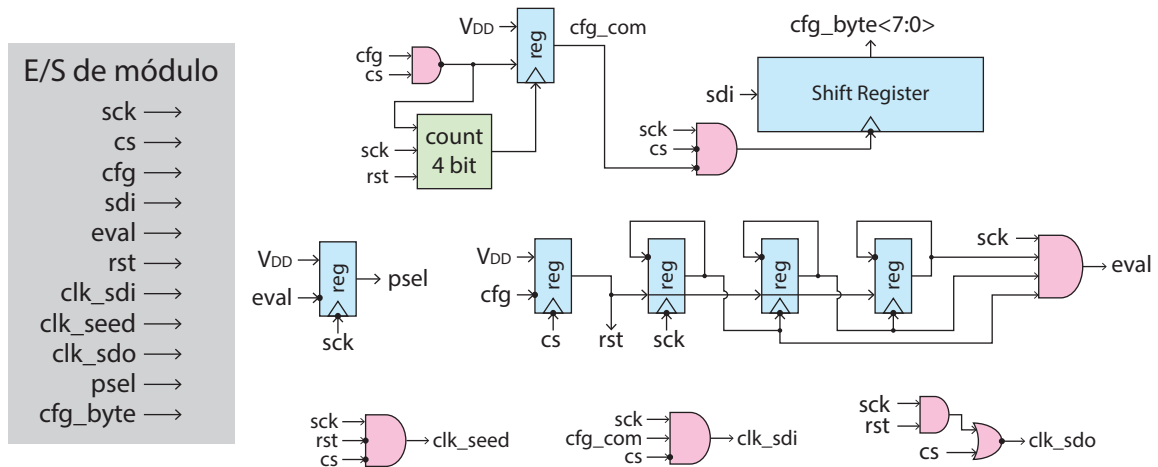 E/S de módulo
sck
cs
cfg
sdi
eval
rst
clk_sdi
clk_seed
clk_sdo
psel
cfg_byte
VDD
cfg
cs
reg
cfg_com
count
4 bit
sck
rst
cfg_byte<7:0>
sdi
Shift Register
sck
cs
VDD
eval
reg
psel
sck
VDD
cfg
reg
cs
rst
reg
sck
reg
reg
sck
eval
sck
rst
cs
clk_seed
sck
cfg_com
cs
clk_sdi
sck
rst
cs
clk_sdo